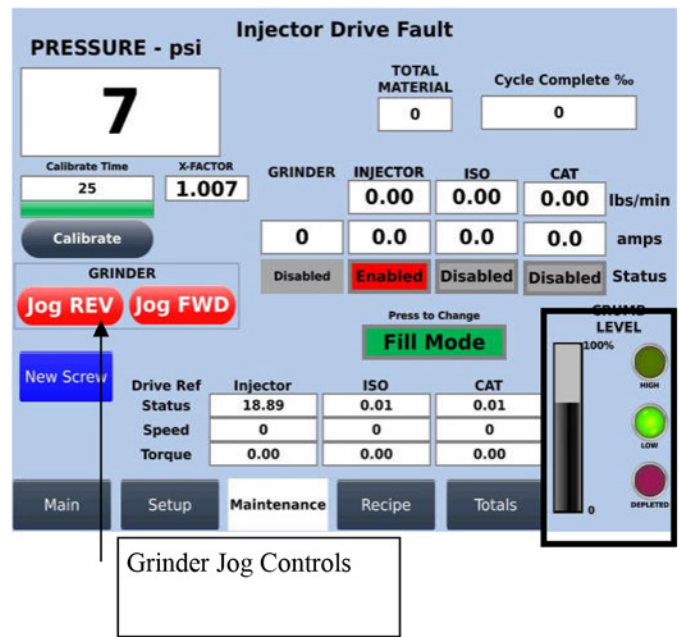 Injector Drive Fault
PRESSURE - psi
7
TOTAL
MATERIAL
0
Cycle Complete ‰
0
Calibrate Time
25
X-FACTOR
1.007
Calibrate
GRINDER INJECTOR ISO CAT
0.00 0.00 0.00 lbs/min
0 0.0 0.0 0.0 amps
Disabled Enabled Disabled Disabled Status
GRINDER
Jog REV Jog FWD
Press to Change
Fill Mode
New Screw
Drive Ref Injector ISO CAT
Status 18.89 0.01 0.01
Speed 0 0 0
Torque 0.00 0.00 0.00
CRUMB
LEVEL
100%
HIGH
LOW
DEPLETED
0
Main Setup Maintenance Recipe Totals
Grinder Jog Controls